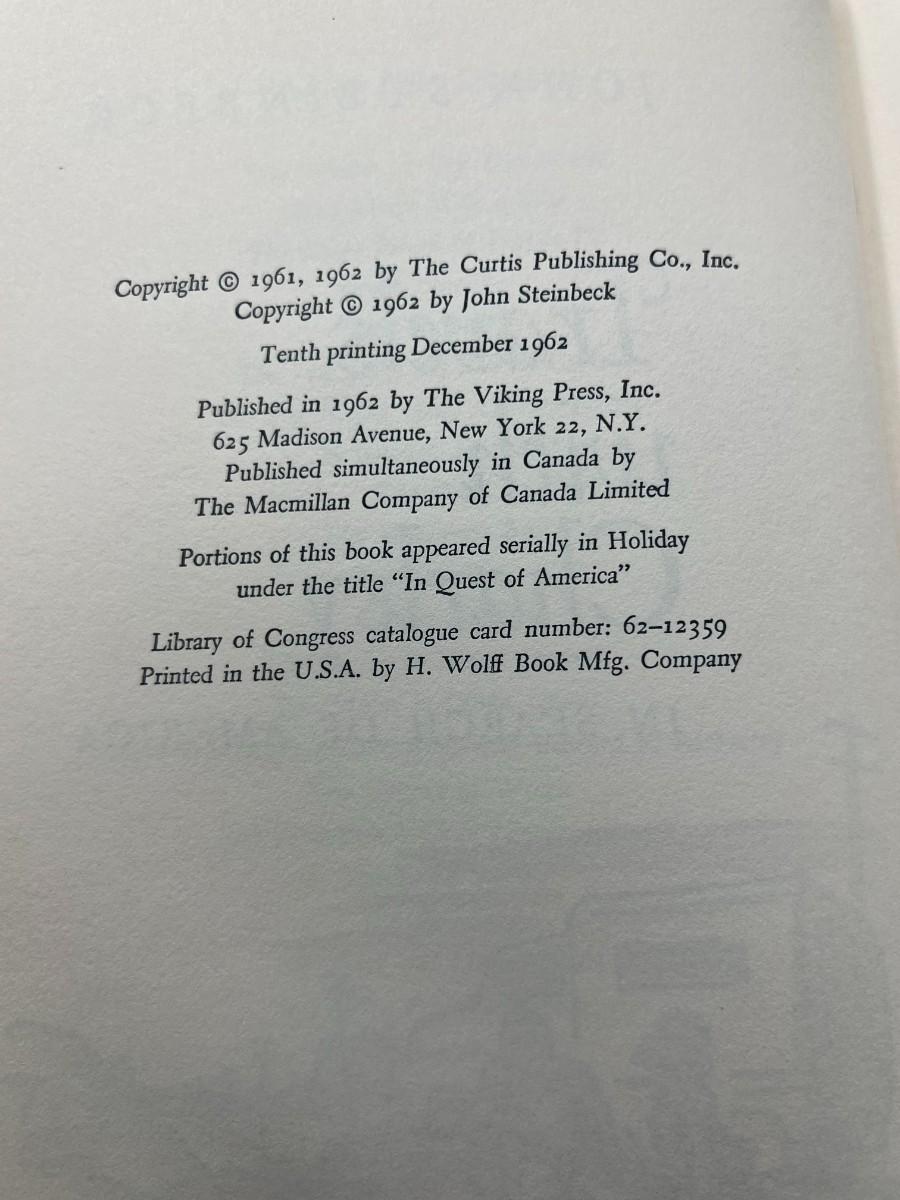 Copyright © 1961, 1962 by The Curtis Publishing Co., Inc.
Copyright © 1962 by John Steinbeck
Tenth printing December 1962
Published in 1962 by The Viking Press, Inc.
625 Madison Avenue, New York 22, N.Y.
Published simultaneously in Canada by
The Macmillan Company of Canada Limited
Portions of this book appeared serially in Holiday
under the title “In Quest of America”
Library of Congress catalogue card number: 62–12359
Printed in the U.S.A. by H. Wolff Book Mfg. Company